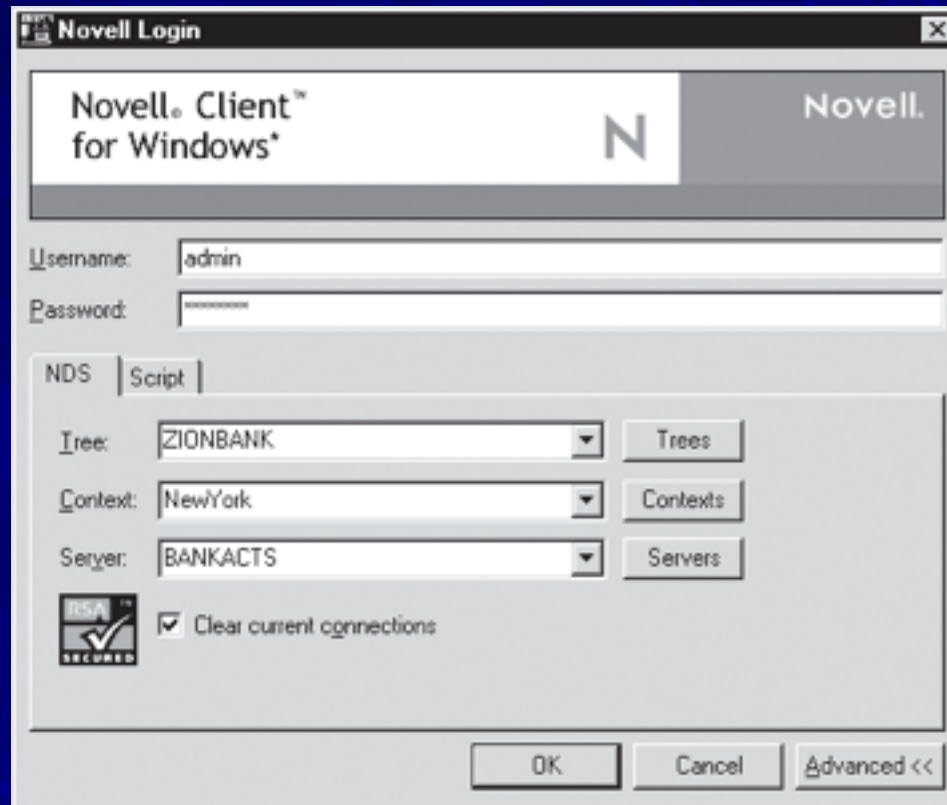 Novell Login
Novell® Client™
for Windows*
N
Novell.
Username: admin
Password: ********
NDS Script
Tree: ZIONBANK Trees
Context: NewYork Contexts
Server: BANKACTS Servers
RSA™
SECURED
Clear current connections
OK Cancel Advanced <<